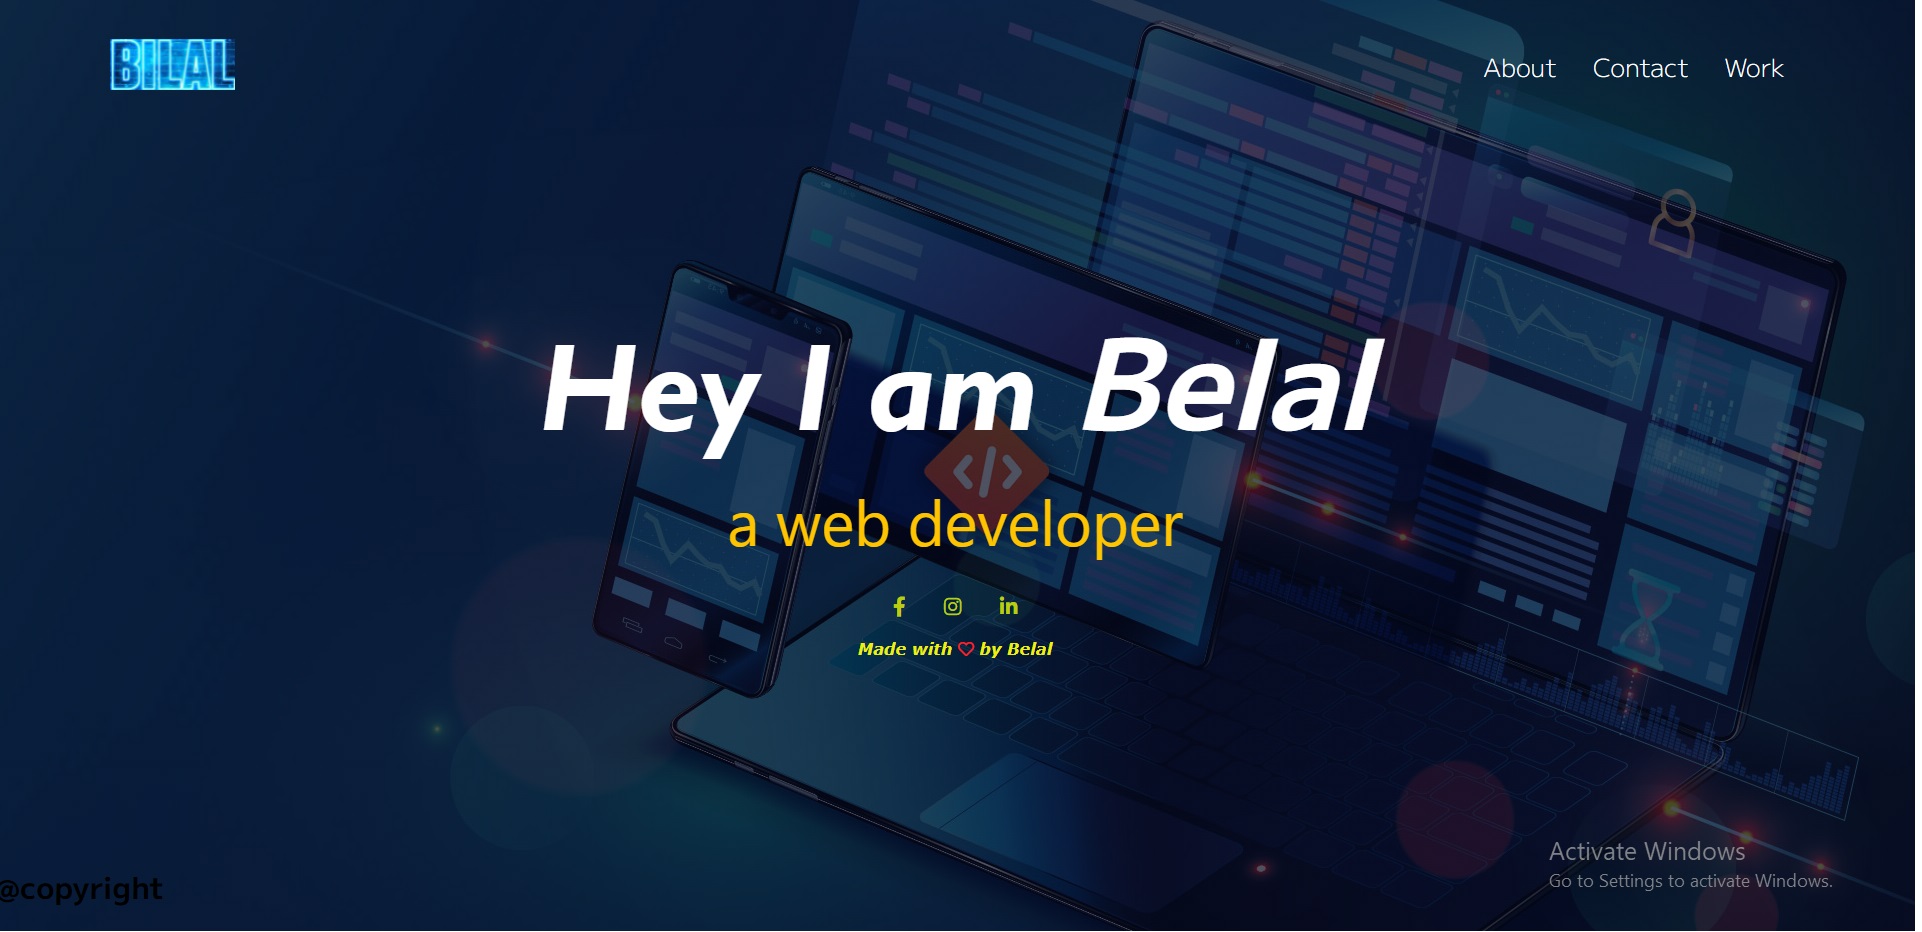 BILAL
About Contact Work
Hey I am Belal
a web developer
Made with ♡ by Belal
@copyright
Activate Windows
Go to Settings to activate Windows.